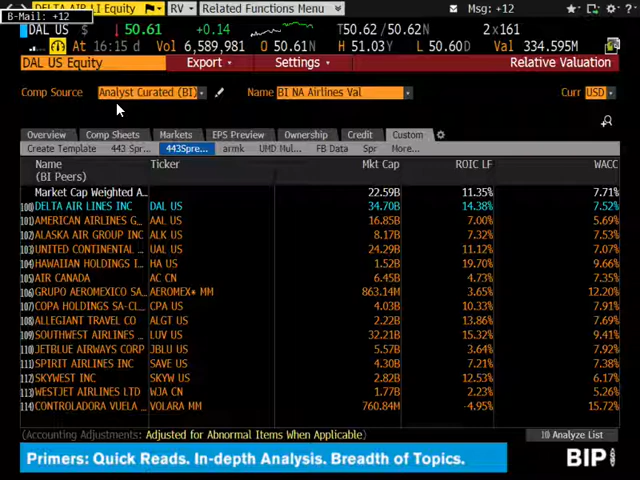 DELTA AIR LI Equity RV Related Functions Menu Msg: +12
B-Mail: +12
DAL US $ ↓ 50.61 +0.14 T50.62 / 50.62N 2 x 161
At 16:15 d Vol 6,589,981 O 50.61N H 51.03Y L 50.60D Val 334.595M
DAL US Equity Export Settings Relative Valuation
Comp Source Analyst Curated (BI) Name BI NA Airlines Val Curr USD
Overview Comp Sheets Markets EPS Preview Ownership Credit Custom
Create Template 443 Spr... 443Spre... armk UMD Mul... FB Data Spr More...
Name Ticker Mkt Cap ROIC LF WACC
(BI Peers)
Market Cap Weighted A... 22.59B 11.35% 7.71%
100) DELTA AIR LINES INC DAL US 34.70B 14.38% 7.52%
101) AMERICAN AIRLINES G... AAL US 16.85B 7.00% 5.69%
102) ALASKA AIR GROUP INC ALK US 8.17B 7.32% 7.53%
103) UNITED CONTINENTAL ... UAL US 24.29B 11.12% 7.07%
104) HAWAIIAN HOLDINGS I... HA US 1.52B 19.70% 9.66%
105) AIR CANADA AC CN 6.45B 4.73% 7.35%
106) GRUPO AEROMEXICO SA... AEROMEX* MM 863.14M 3.65% 12.20%
107) COPA HOLDINGS SA-CL... CPA US 4.03B 10.33% 7.91%
108) ALLEGIANT TRAVEL CO ALGT US 2.22B 13.86% 7.69%
109) SOUTHWEST AIRLINES ... LUV US 32.21B 15.32% 9.41%
110) JETBLUE AIRWAYS CORP JBLU US 5.57B 3.64% 7.92%
111) SPIRIT AIRLINES INC SAVE US 4.30B 7.21% 7.38%
112) SKYWEST INC SKYW US 2.82B 12.53% 6.17%
113) WESTJET AIRLINES LTD WJA CN 1.77B 2.23% 5.26%
114) CONTROLADORA VUELA ... VOLARA MM 760.84M -4.95% 15.72%
(Accounting Adjustments: Adjusted for Abnormal Items When Applicable) 10 Analyze List
Primers: Quick Reads. In-depth Analysis. Breadth of Topics. BIP